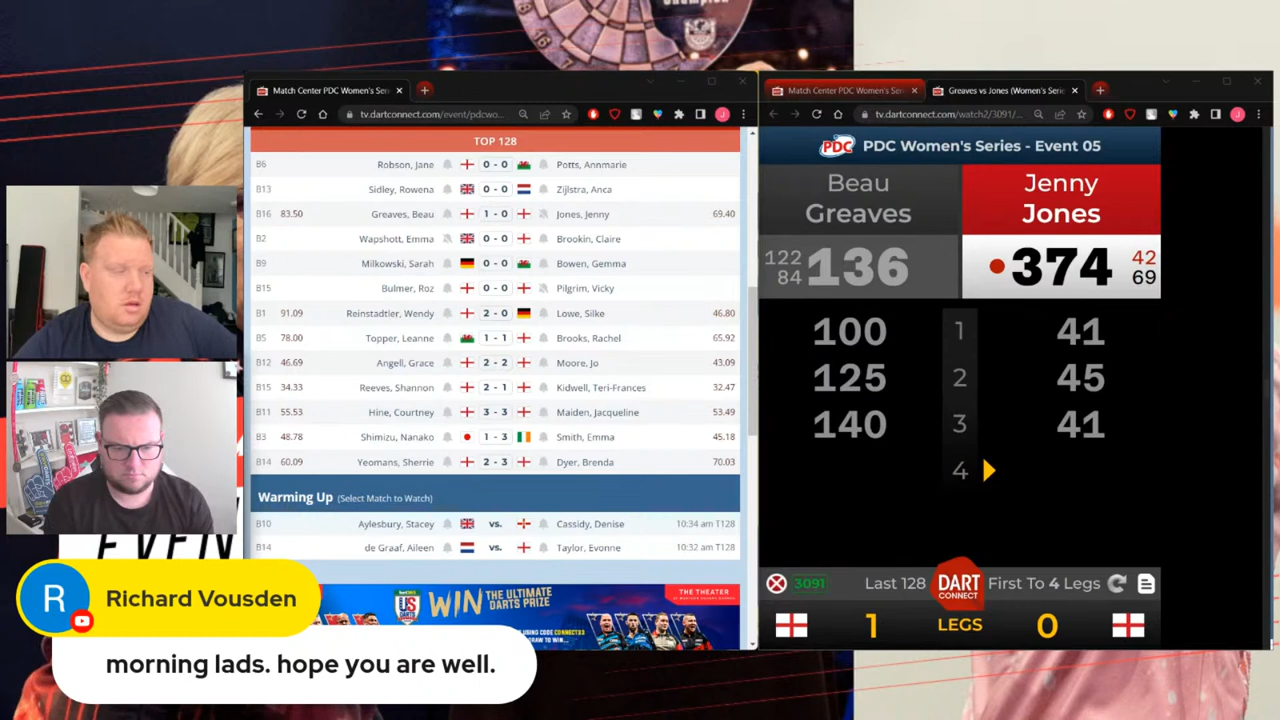 Champion
Match Center PDC Women's Seri
tv.dartconnect.com/event/pdcwo...
TOP 128
B6 Robson, Jane 0 - 0 Potts, Annmarie
B13 Sidley, Rowena 0 - 0 Zijlstra, Anca
B16 83.50 Greaves, Beau 1 - 0 Jones, Jenny 69.40
B2 Wapshott, Emma 0 - 0 Brookin, Claire
B9 Milkowski, Sarah 0 - 0 Bowen, Gemma
B15 Bulmer, Roz 0 - 0 Pilgrim, Vicky
B1 91.09 Reinstadtler, Wendy 2 - 0 Lowe, Silke 46.80
B5 78.00 Topper, Leanne 1 - 1 Brooks, Rachel 65.92
B12 46.69 Angell, Grace 2 - 2 Moore, Jo 43.09
B15 34.33 Reeves, Shannon 2 - 1 Kidwell, Teri-Frances 32.47
B11 55.53 Hine, Courtney 3 - 3 Maiden, Jacqueline 53.49
B3 48.78 Shimizu, Nanako 1 - 3 Smith, Emma 45.18
B14 60.09 Yeomans, Sherrie 2 - 3 Dyer, Brenda 70.03
Warming Up (Select Match to Watch)
B10 Aylesbury, Stacey vs. Cassidy, Denise 10:34 am T128
B14 de Graaf, Aileen vs. Taylor, Evonne 10:32 am T128
US DARTS WIN THE ULTIMATE DARTS PRIZE
THE THEATER
Match Center PDC Women's Seri
Greaves vs Jones (Women's Serie
tv.dartconnect.com/watch2/3091/...
PDC PDC Women's Series - Event 05
Beau Greaves
Jenny Jones
122 84 136
374 42 69
100 1 41
125 2 45
140 3 41
4
3091 Last 128 DART CONNECT First To 4 Legs
1 LEGS 0
EVEN
R Richard Vousden
morning lads. hope you are well.